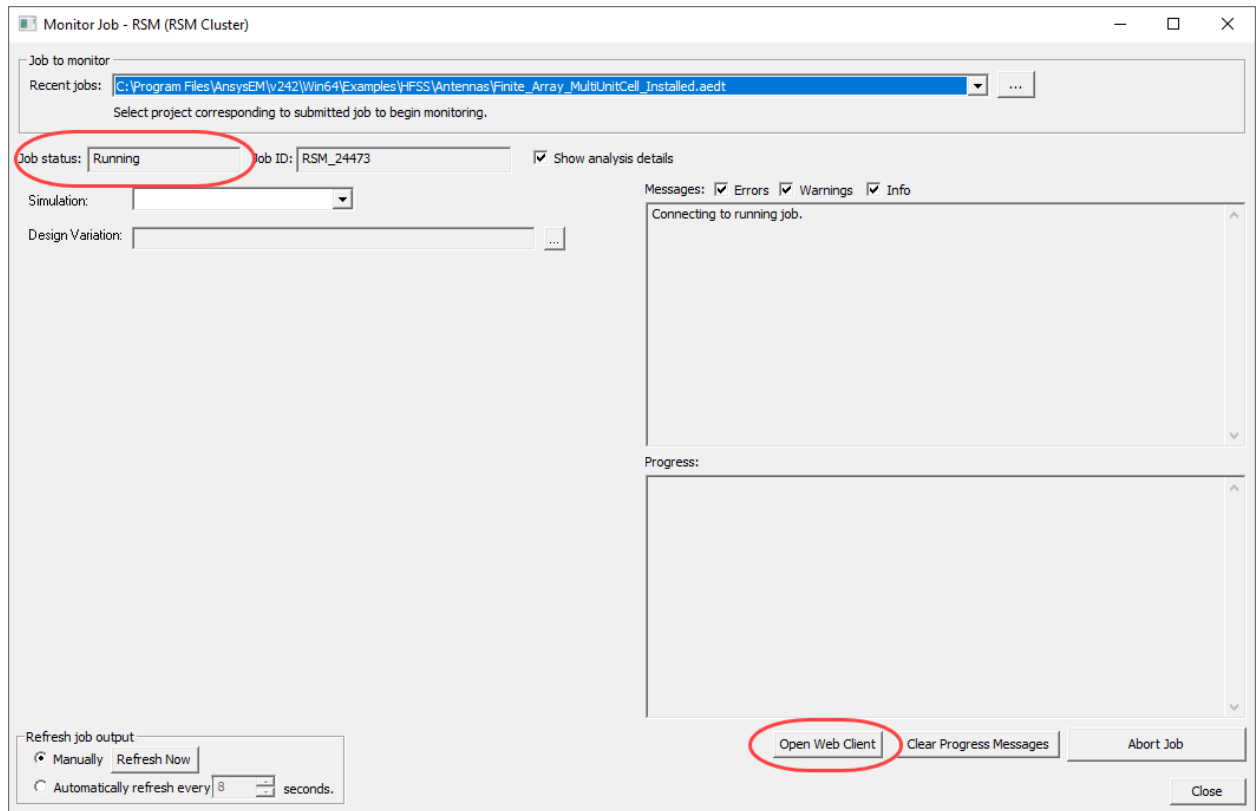 Monitor Job - RSM (RSM Cluster)
Job to monitor
Recent jobs: C:\Program Files\AnsysEM\v242\Win64\Examples\HFSS\Antennas\Finite_Array_MultiUnitCell_Installed.aedt ...
Select project corresponding to submitted job to begin monitoring.
Job status: Running Job ID: RSM_24473 Show analysis details
Simulation:
Messages: Errors Warnings Info
Connecting to running job.
Design Variation: ...
Progress:
Refresh job output
Manually Refresh Now
Automatically refresh every 8 seconds.
Open Web Client Clear Progress Messages Abort Job
Close